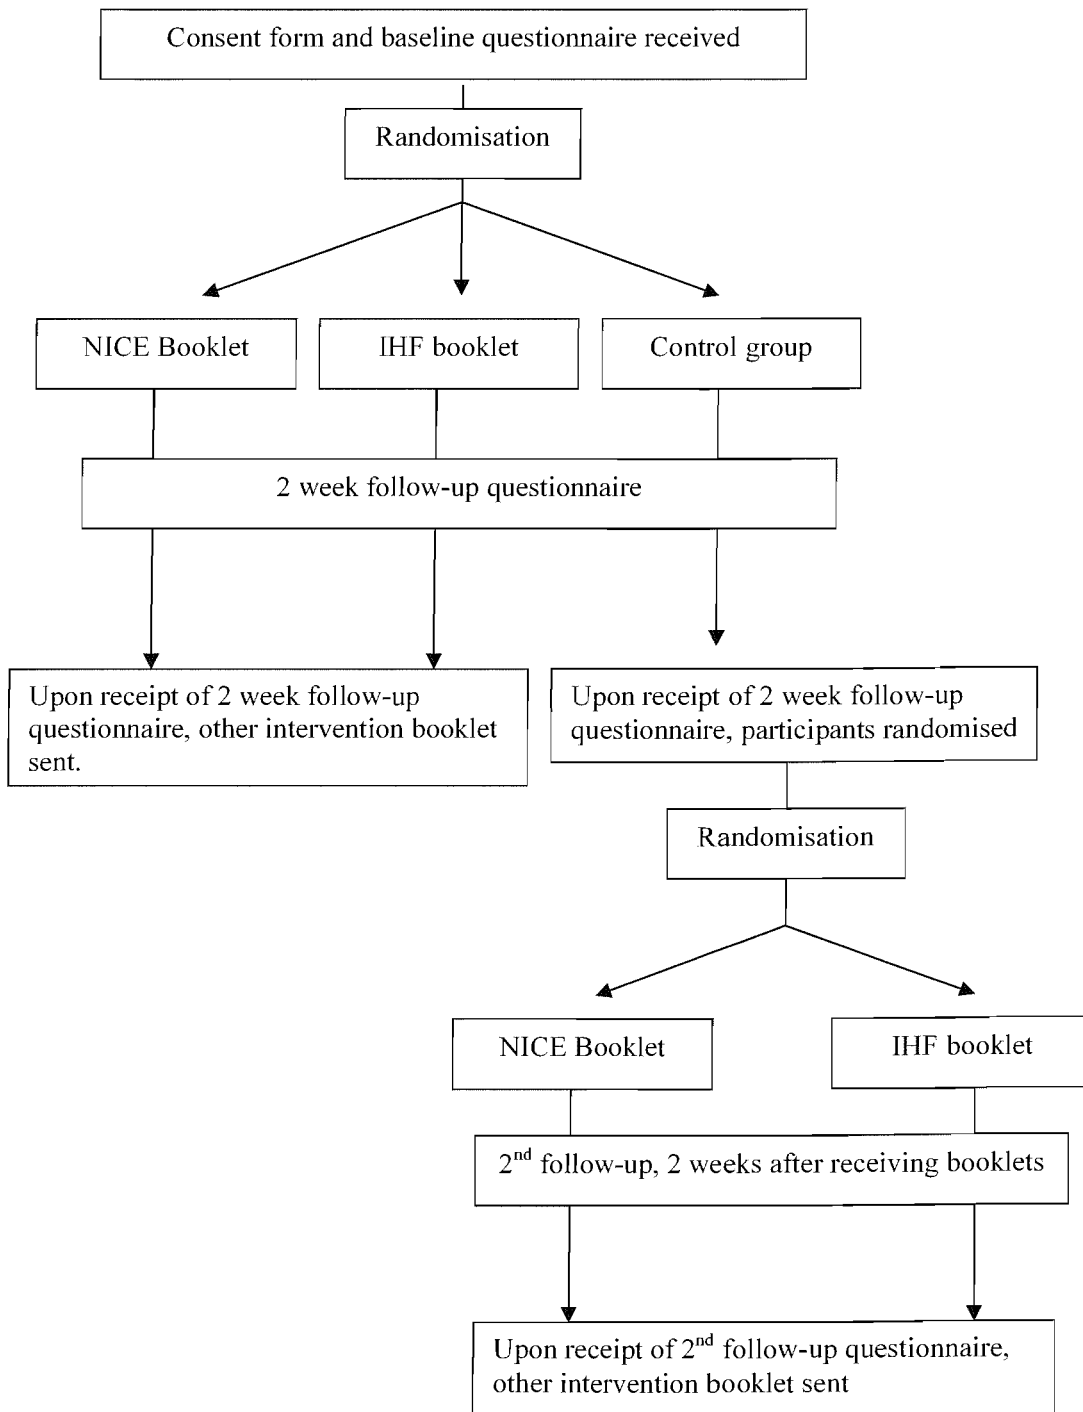 Consent form and baseline questionnaire received
Randomisation
NICE Booklet
IHF booklet
Control group
2 week follow-up questionnaire
Upon receipt of 2 week follow-up
questionnaire, other intervention booklet
sent.
Upon receipt of 2 week follow-up
questionnaire, participants randomised
Randomisation
NICE Booklet
IHF booklet
2nd follow-up, 2 weeks after receiving booklets
Upon receipt of 2nd follow-up questionnaire,
other intervention booklet sent